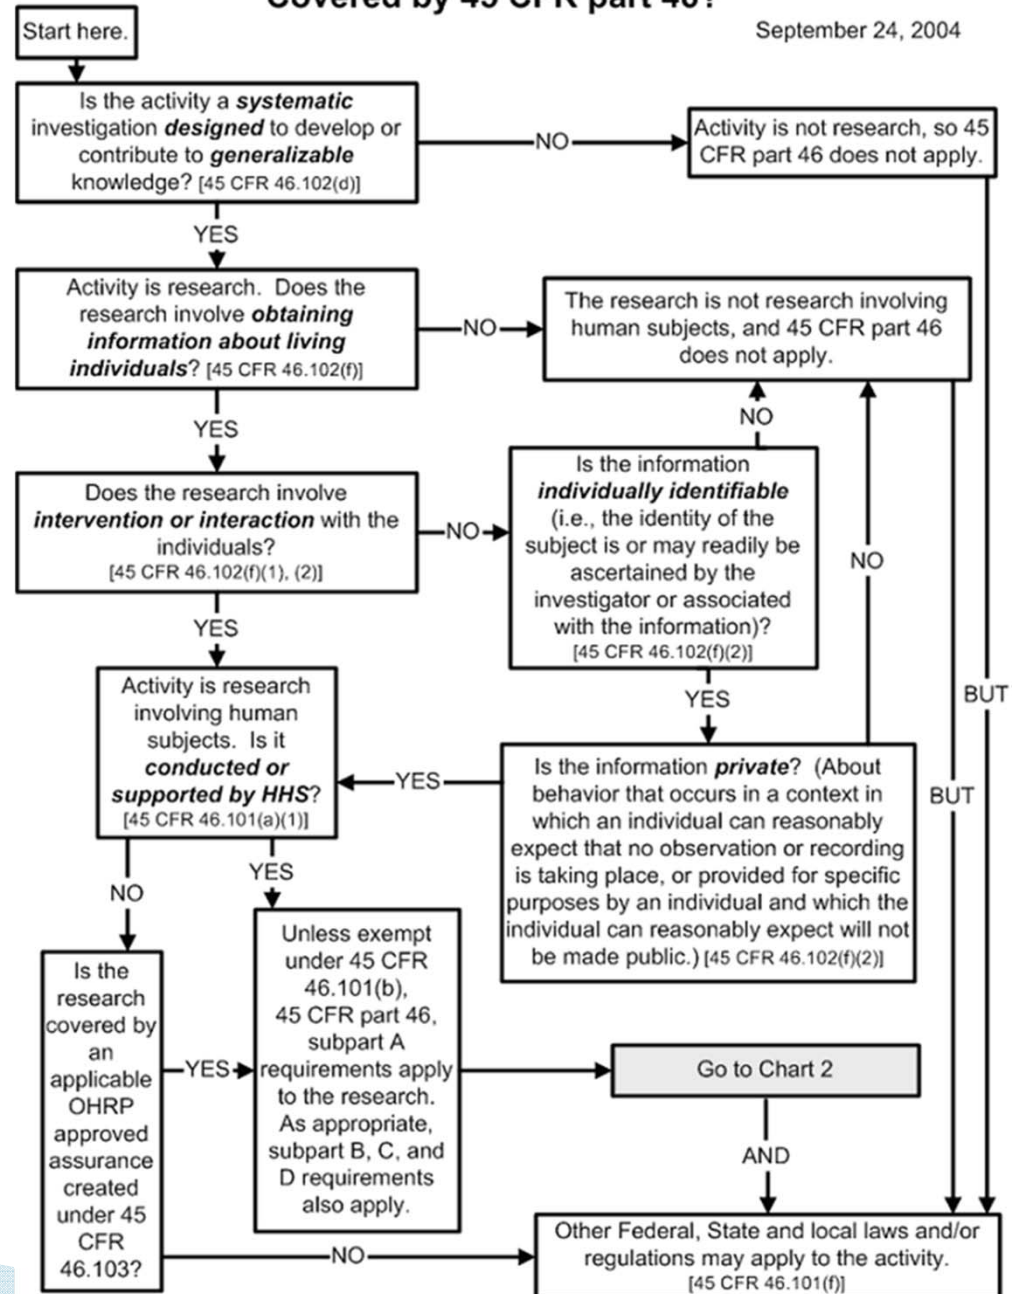 Covered by 45 CFR part 46?
Start here.
September 24, 2004
Is the activity a systematic
investigation designed to develop or
contribute to generalizable
knowledge? [45 CFR 46.102(d)]
NO
Activity is not research, so 45
CFR part 46 does not apply.
YES
Activity is research. Does the
research involve obtaining
information about living
individuals? [45 CFR 46.102(f)]
NO
The research is not research involving
human subjects, and 45 CFR part 46
does not apply.
YES
NO
Does the research involve
intervention or interaction with the
individuals?
[45 CFR 46.102(f)(1), (2)]
NO
Is the information
individually identifiable
(i.e., the identity of the
subject is or may readily be
ascertained by the
investigator or associated
with the information)?
[45 CFR 46.102(f)(2)]
NO
YES
YES
BUT
Activity is research
involving human
subjects. Is it
conducted or
supported by HHS?
[45 CFR 46.101(a)(1)]
YES
Is the information private? (About
behavior that occurs in a context in
which an individual can reasonably
expect that no observation or recording
is taking place, or provided for specific
purposes by an individual and which the
individual can reasonably expect will not
be made public.) [45 CFR 46.102(f)(2)]
BUT
NO
YES
Is the
research
covered by
an
applicable
OHRP
approved
assurance
created
under 45
CFR
46.103?
YES
Unless exempt
under 45 CFR
46.101(b),
45 CFR part 46,
subpart A
requirements apply
to the research.
As appropriate,
subpart B, C, and
D requirements
also apply.
Go to Chart 2
AND
NO
Other Federal, State and local laws and/or
regulations may apply to the activity.
[45 CFR 46.101(f)]